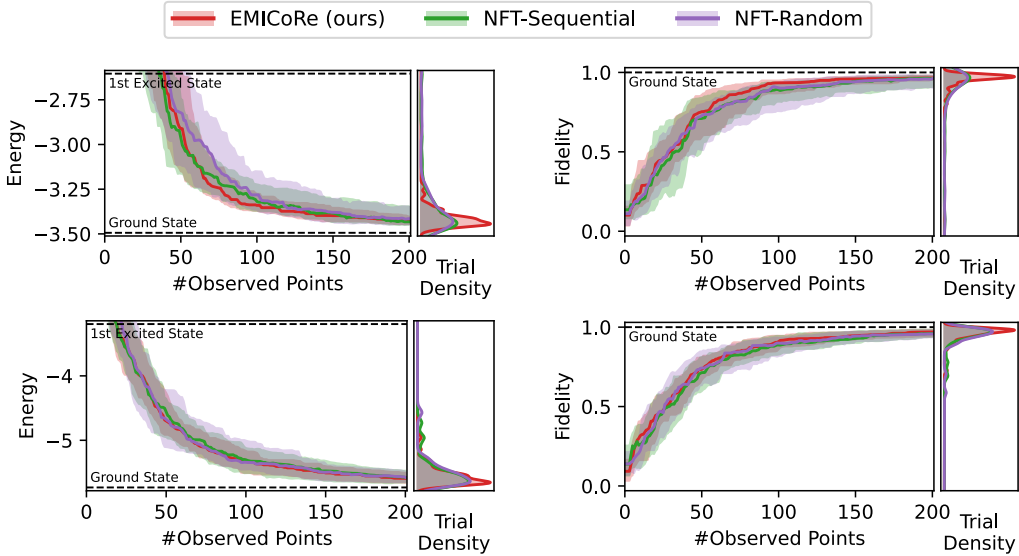 EMICoRe (ours) NFT-Sequential NFT-Random
1st Excited State
Ground State
−2.75
−3.00
−3.25
−3.50
Energy
0 50 100 150 200
#Observed Points
Trial
Density
Ground State
1.0
0.5
0.0
Fidelity
0 50 100 150 200
#Observed Points
Trial
Density
1st Excited State
Ground State
−4
−5
Energy
0 50 100 150 200
#Observed Points
Trial
Density
Ground State
1.0
0.5
0.0
Fidelity
0 50 100 150 200
#Observed Points
Trial
Density